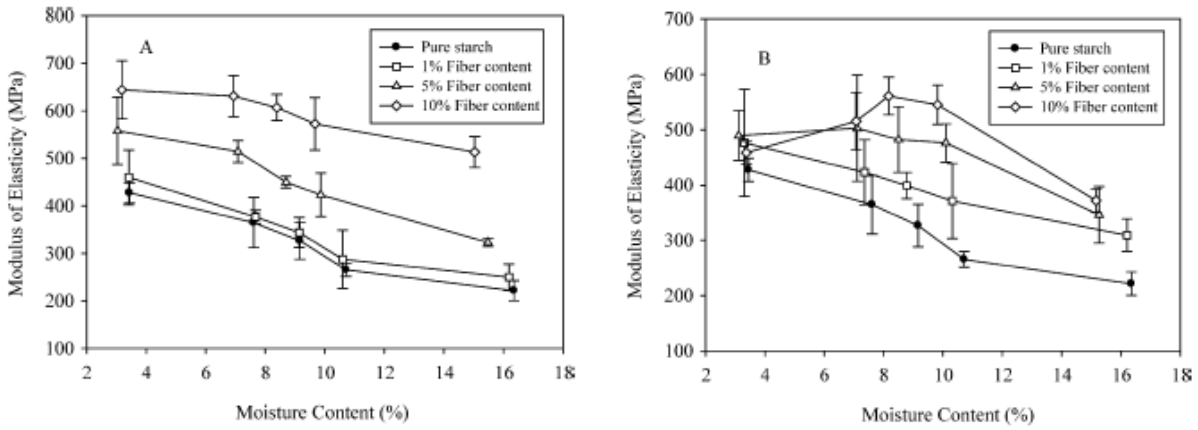 800
700
600
500
400
300
200
100
Modulus of Elasticity (MPa)
A
Pure starch
1% Fiber content
5% Fiber content
10% Fiber content
2 4 6 8 10 12 14 16 18
Moisture Content (%)
700
600
500
400
300
200
100
Modulus of Elasticity (MPa)
B
Pure starch
1% Fiber content
5% Fiber content
10% Fiber content
2 4 6 8 10 12 14 16 18
Moisture Content (%)